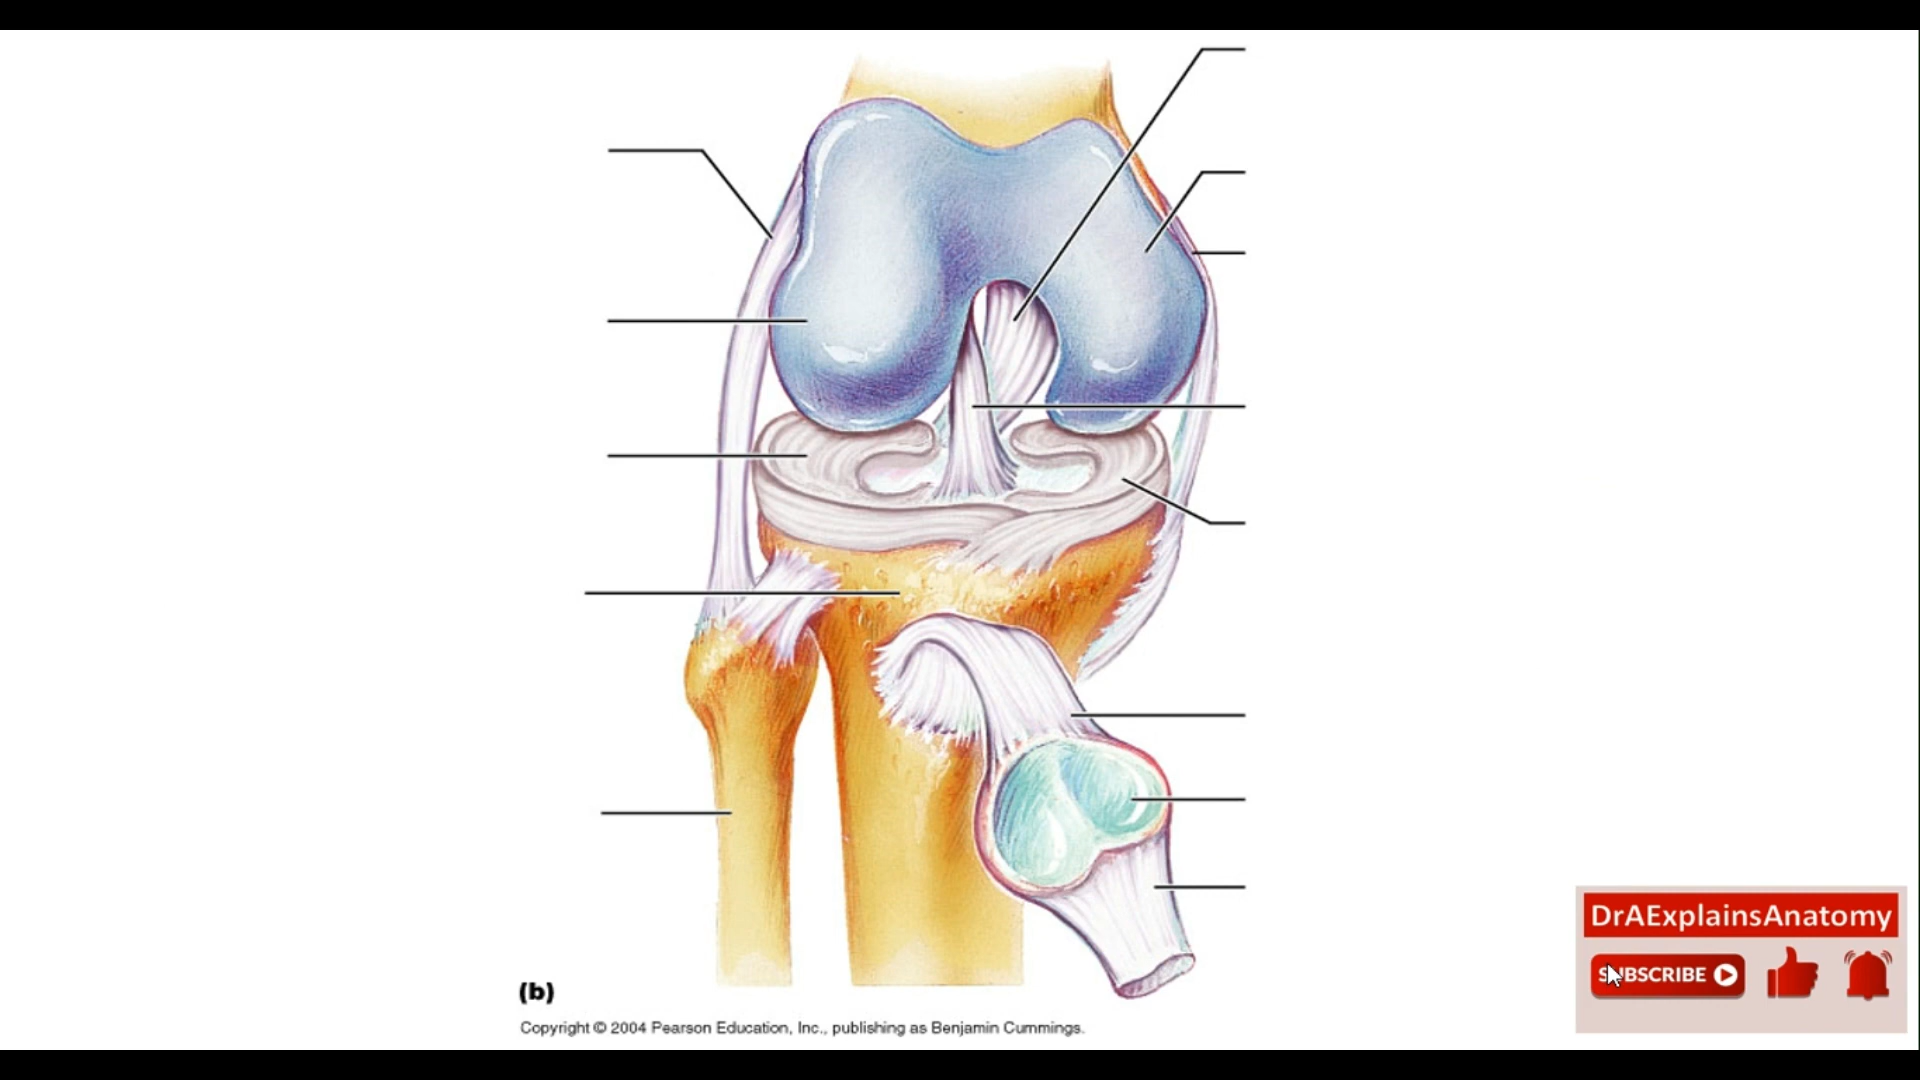 (b)
Copyright © 2004 Pearson Education, Inc., publishing as Benjamin Cummings.
DrAExplainsAnatomy
SUBSCRIBE